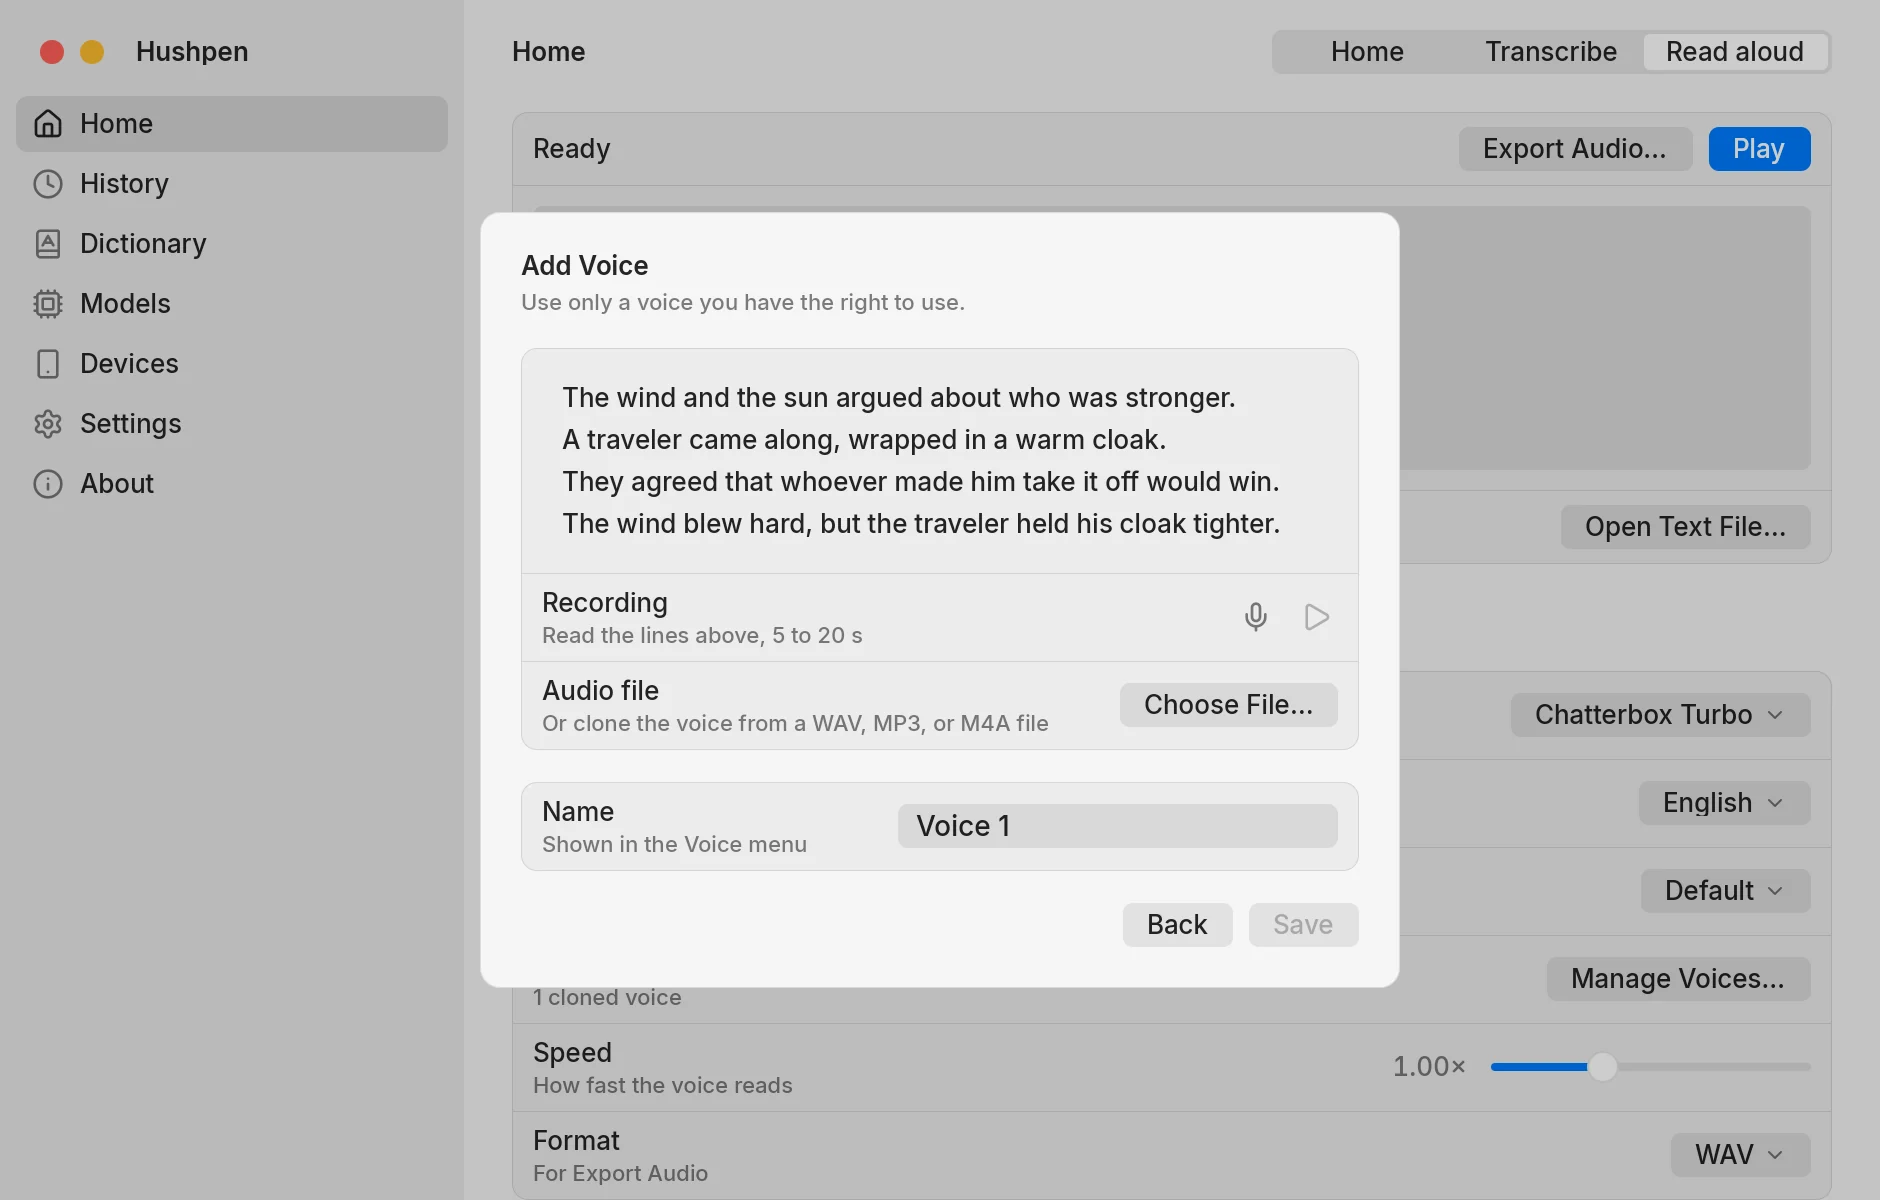 Hushpen
Home
History
Dictionary
Models
Devices
Settings
About
Home
Home
Transcribe
Read aloud
Ready
Export Audio...
Play
Open Text File...
Add Voice
Use only a voice you have the right to use.
The wind and the sun argued about who was stronger.
A traveler came along, wrapped in a warm cloak.
They agreed that whoever made him take it off would win.
The wind blew hard, but the traveler held his cloak tighter.
Recording
Read the lines above, 5 to 20 s
Audio file
Or clone the voice from a WAV, MP3, or M4A file
Choose File...
Name
Shown in the Voice menu
Voice 1
Back
Save
Chatterbox Turbo
English
Default
1 cloned voice
Manage Voices...
Speed
How fast the voice reads
1.00×
Format
For Export Audio
WAV